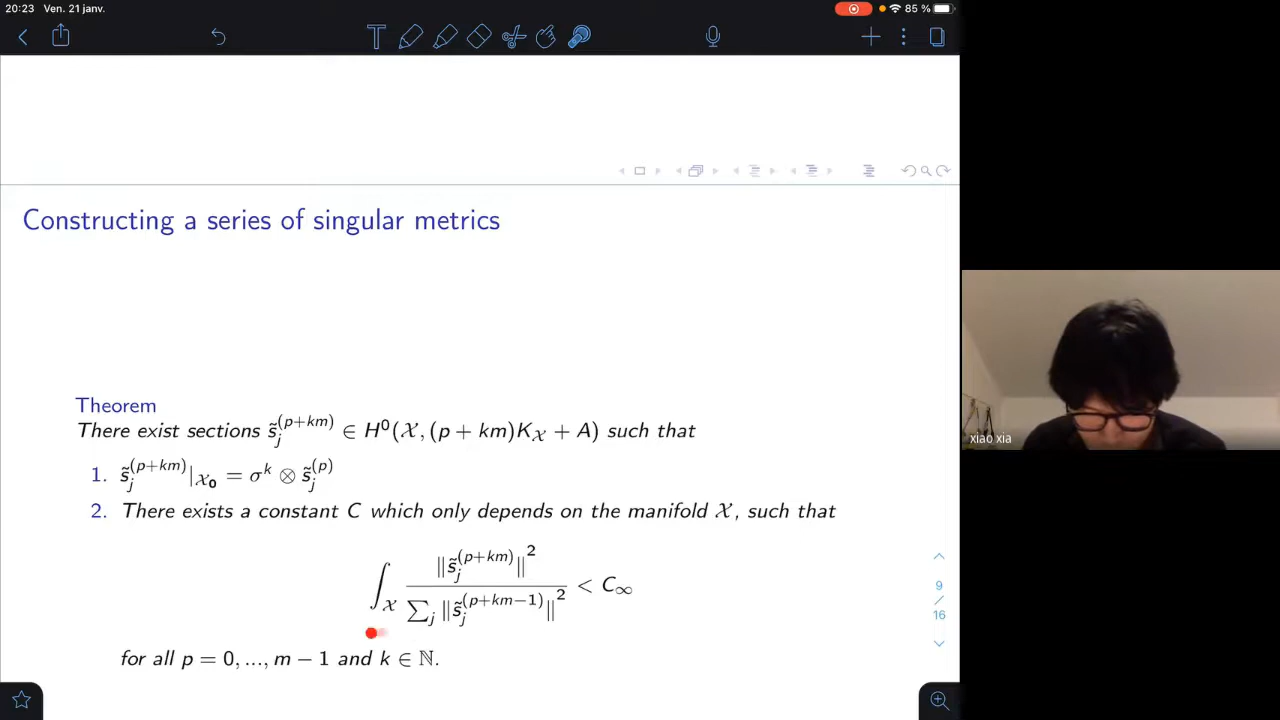 20:23 Ven. 21 janv.
85 %
Constructing a series of singular metrics
Theorem
There exist sections s̃_j^{(p+km)} ∈ H⁰(𝒳, (p + km)K_𝒳 + A) such that
1. s̃_j^{(p+km)}|_{𝒳_0} = σ^k ⊗ s̃_j^{(p)}
2. There exists a constant C which only depends on the manifold 𝒳, such that
∫_𝒳 ‖s̃_j^{(p+km)}‖² / ∑_j ‖s̃_j^{(p+km−1)}‖² < C_∞
for all p = 0, ..., m − 1 and k ∈ ℕ.
9
/
16
xiao xia